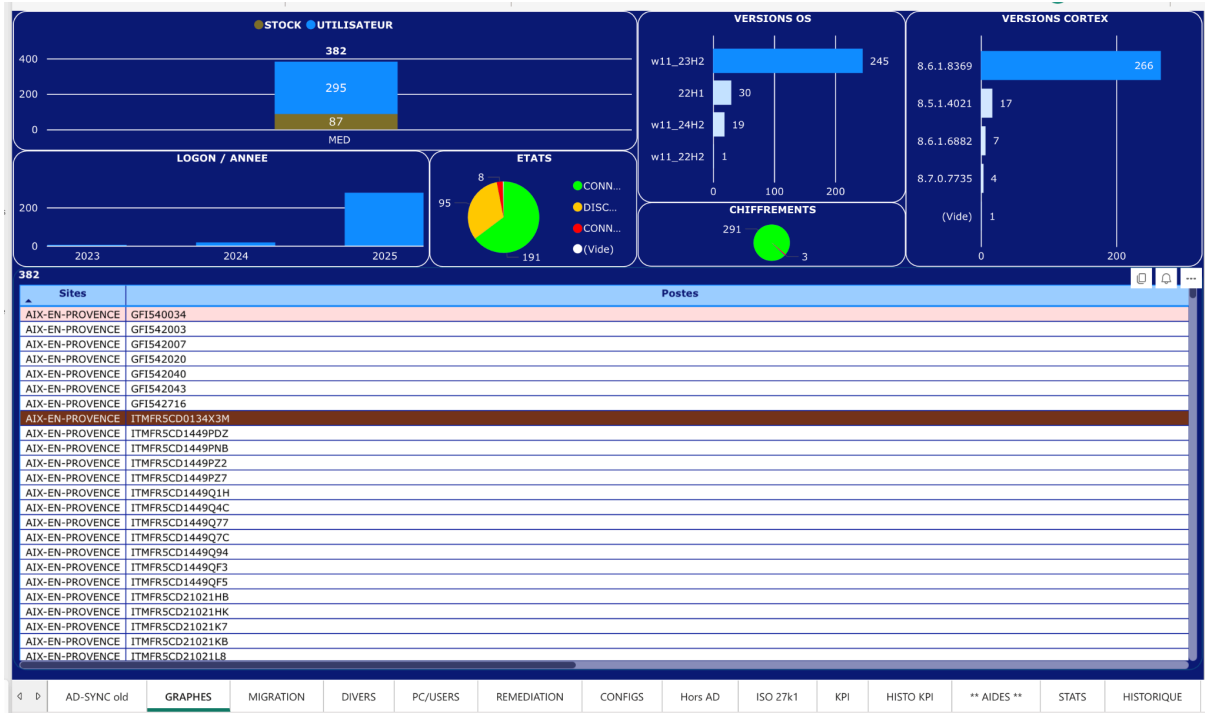 STOCK UTILISATEUR
382
400
200
0
295
87
MED
LOGON / ANNEE
200
0
2023 2024 2025
ETATS
8
95
191
CONN...
DISC...
CONN...
(Vide)
VERSIONS OS
w11_23H2 245
22H1 30
w11_24H2 19
w11_22H2 1
0 100 200
CHIFFREMENTS
291
3
VERSIONS CORTEX
8.6.1.8369 266
8.5.1.4021 17
8.6.1.6882 7
8.7.0.7735 4
(Vide) 1
0 200
382
Sites Postes
AIX-EN-PROVENCE GFI540034
AIX-EN-PROVENCE GFI542003
AIX-EN-PROVENCE GFI542007
AIX-EN-PROVENCE GFI542020
AIX-EN-PROVENCE GFI542040
AIX-EN-PROVENCE GFI542043
AIX-EN-PROVENCE GFI542716
AIX-EN-PROVENCE ITMFR5CD0134X3M
AIX-EN-PROVENCE ITMFR5CD1449PDZ
AIX-EN-PROVENCE ITMFR5CD1449PNB
AIX-EN-PROVENCE ITMFR5CD1449PZ2
AIX-EN-PROVENCE ITMFR5CD1449PZ7
AIX-EN-PROVENCE ITMFR5CD1449Q1H
AIX-EN-PROVENCE ITMFR5CD1449Q4C
AIX-EN-PROVENCE ITMFR5CD1449Q77
AIX-EN-PROVENCE ITMFR5CD1449Q7C
AIX-EN-PROVENCE ITMFR5CD1449Q94
AIX-EN-PROVENCE ITMFR5CD1449QF3
AIX-EN-PROVENCE ITMFR5CD1449QF5
AIX-EN-PROVENCE ITMFR5CD21021HB
AIX-EN-PROVENCE ITMFR5CD21021HK
AIX-EN-PROVENCE ITMFR5CD21021K7
AIX-EN-PROVENCE ITMFR5CD21021KB
AIX-EN-PROVENCE ITMFR5CD21021L8
AD-SYNC old GRAPHES MIGRATION DIVERS PC/USERS REMEDIATION CONFIGS Hors AD ISO 27k1 KPI HISTO KPI ** AIDES ** STATS HISTORIQUE